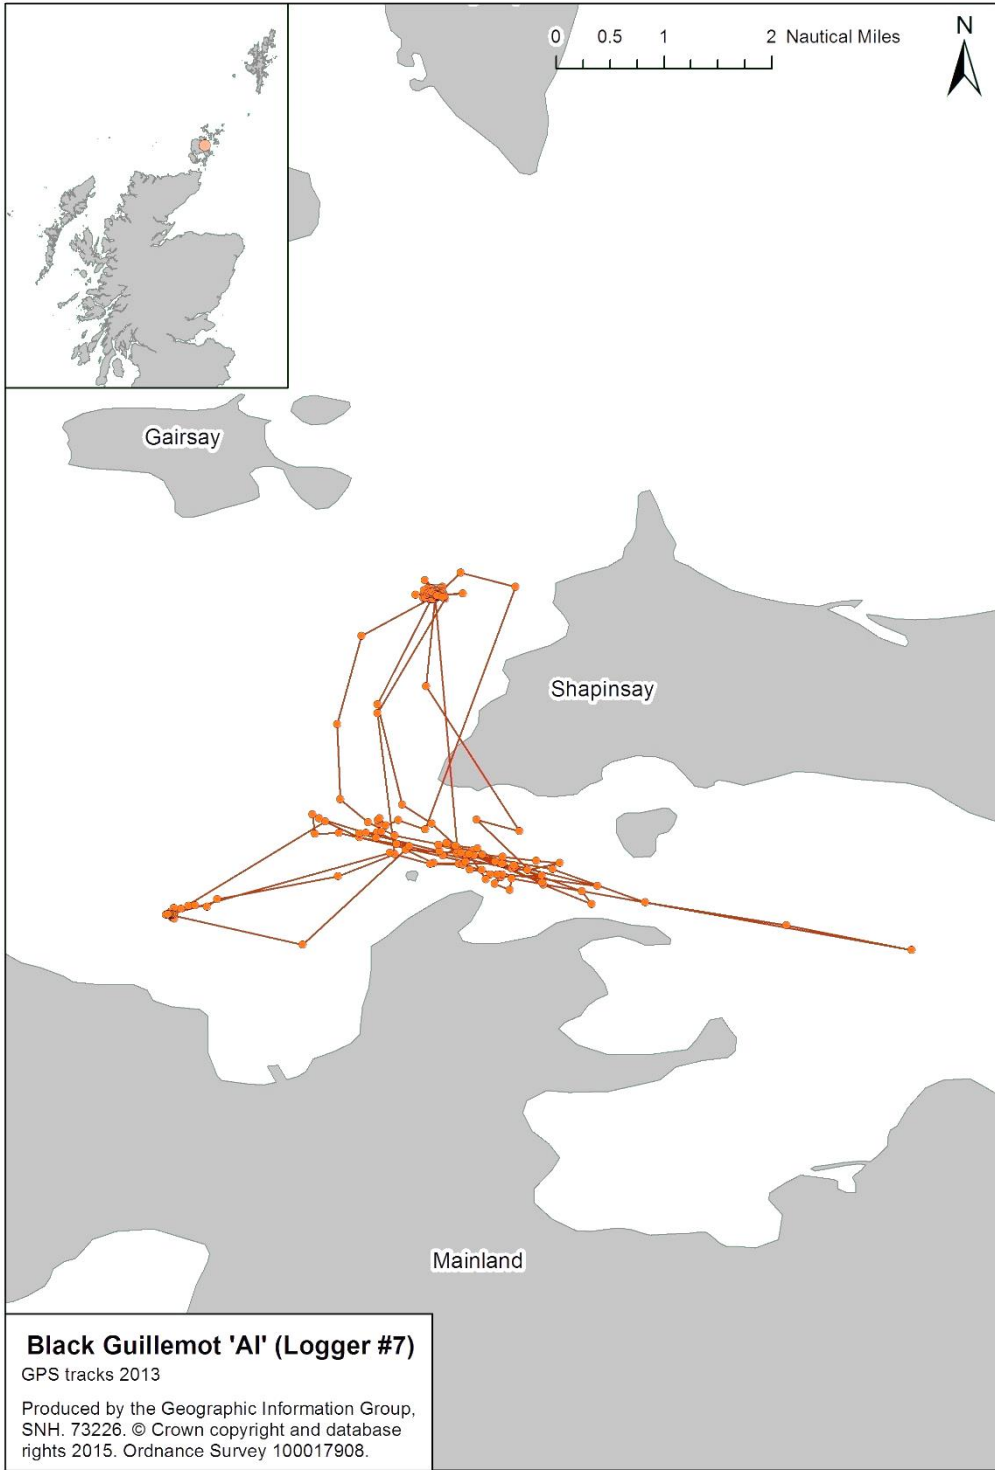 0 0.5 1 2 Nautical Miles
N
Gairsay
Shapinsay
Mainland
Black Guillemot 'AI' (Logger #7)
GPS tracks 2013
Produced by the Geographic Information Group,
SNH. 73226. © Crown copyright and database
rights 2015. Ordnance Survey 100017908.